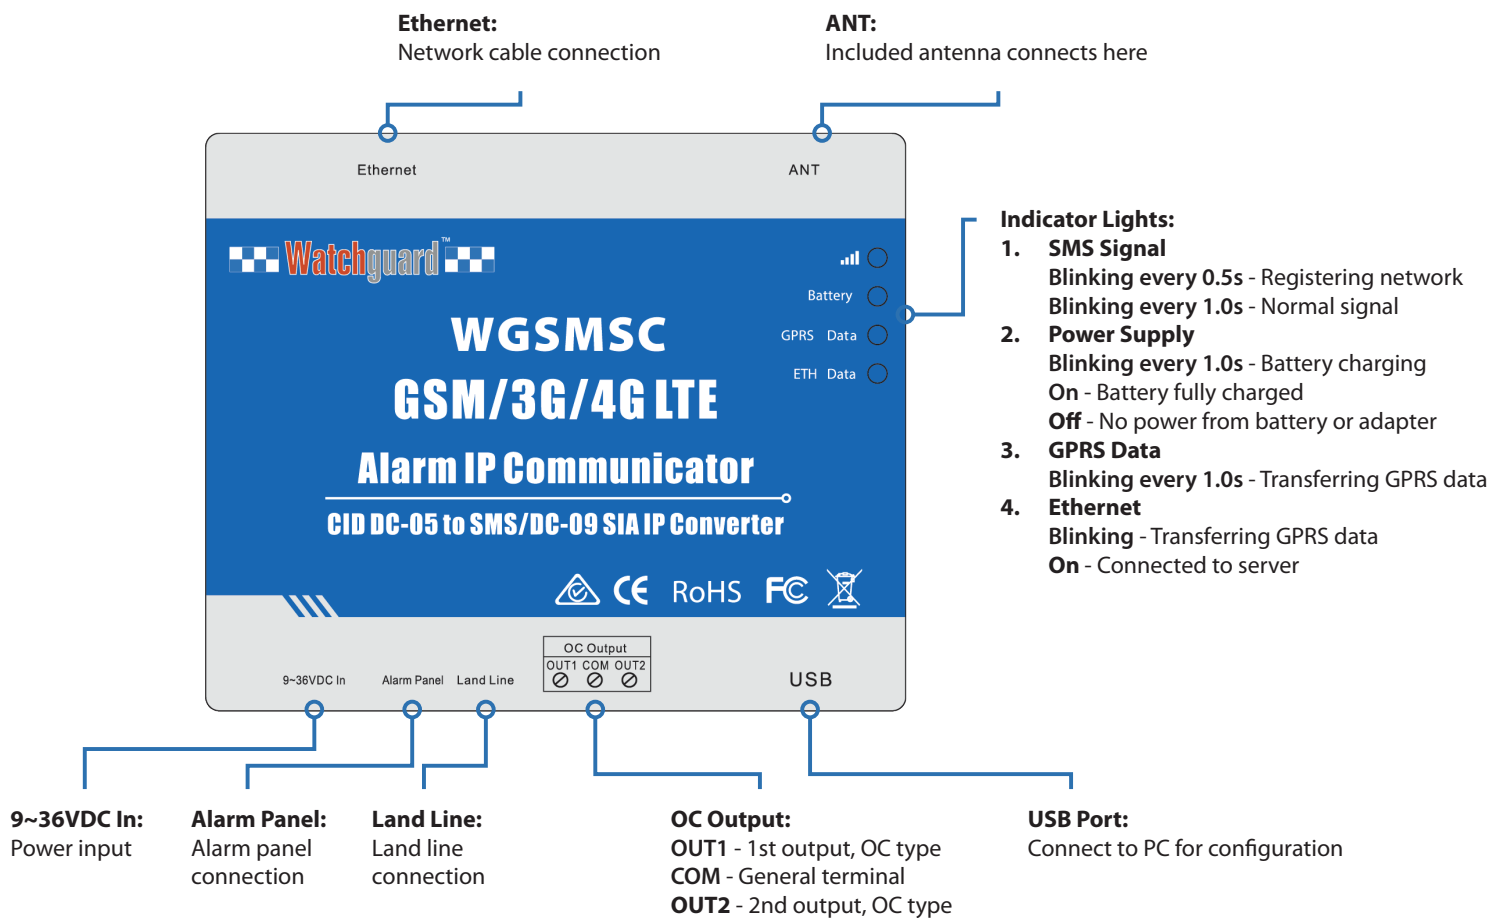 Ethernet:
Network cable connection
ANT:
Included antenna connects here
Ethernet
ANT
Watchguard™
Battery
GPRS Data
ETH Data
WGSMSC
GSM/3G/4G LTE
Alarm IP Communicator
CID DC-05 to SMS/DC-09 SIA IP Converter
CE RoHS FC
9~36VDC In
Alarm Panel
Land Line
OC Output
OUT1 COM OUT2
USB
Indicator Lights:
1. SMS Signal
Blinking every 0.5s - Registering network
Blinking every 1.0s - Normal signal
2. Power Supply
Blinking every 1.0s - Battery charging
On - Battery fully charged
Off - No power from battery or adapter
3. GPRS Data
Blinking every 1.0s - Transferring GPRS data
4. Ethernet
Blinking - Transferring GPRS data
On - Connected to server
9~36VDC In:
Power input
Alarm Panel:
Alarm panel
connection
Land Line:
Land line
connection
OC Output:
OUT1 - 1st output, OC type
COM - General terminal
OUT2 - 2nd output, OC type
USB Port:
Connect to PC for configuration